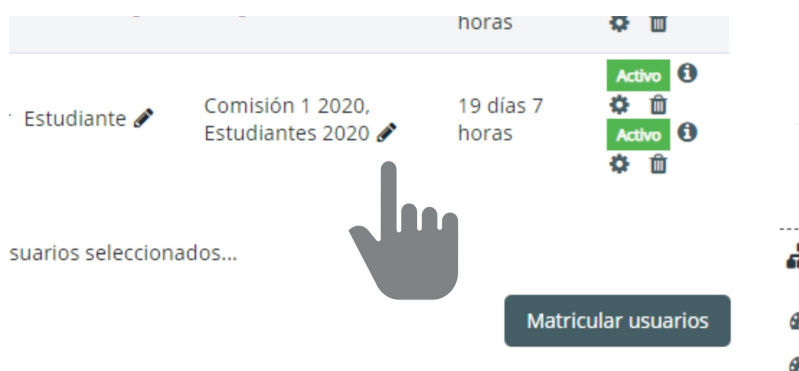 horas
Estudiante
Comisión 1 2020,
Estudiantes 2020
19 días 7
horas
Activo
Activo
suarios seleccionados...
Matricular usuarios